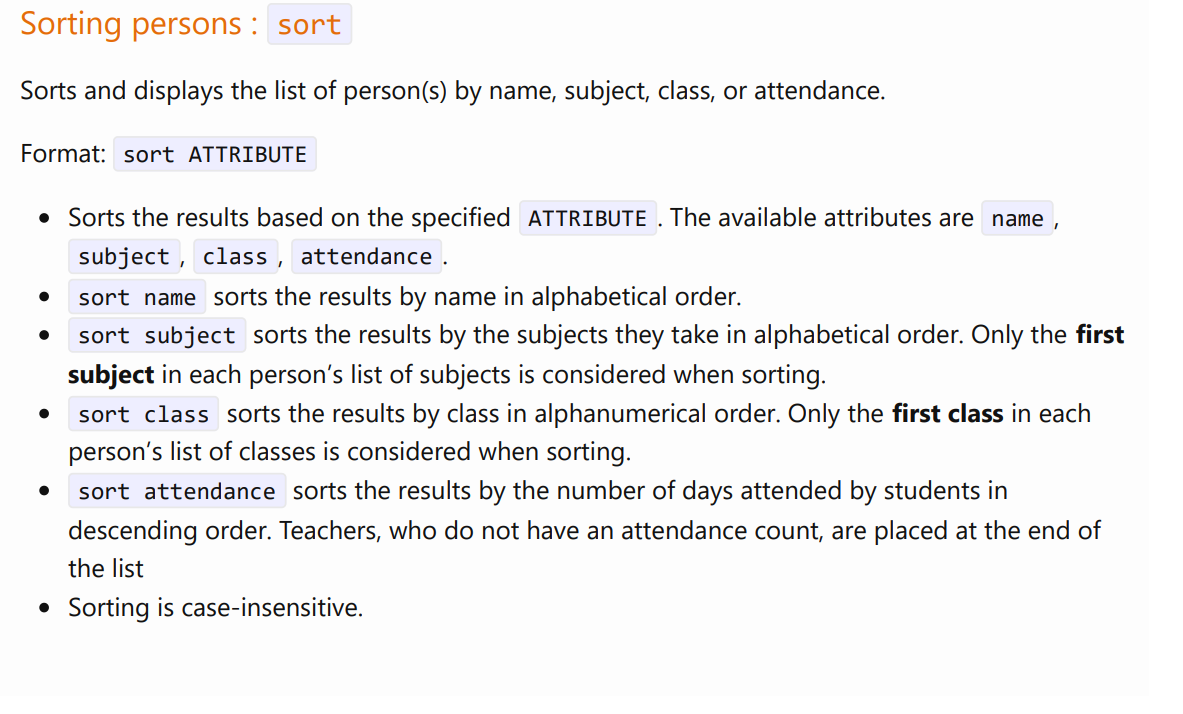 Sorting persons : sort
Sorts and displays the list of person(s) by name, subject, class, or attendance.
Format: sort ATTRIBUTE
• Sorts the results based on the specified ATTRIBUTE. The available attributes are name,
subject, class, attendance.
• sort name sorts the results by name in alphabetical order.
• sort subject sorts the results by the subjects they take in alphabetical order. Only the first
subject in each person’s list of subjects is considered when sorting.
• sort class sorts the results by class in alphanumerical order. Only the first class in each
person’s list of classes is considered when sorting.
• sort attendance sorts the results by the number of days attended by students in
descending order. Teachers, who do not have an attendance count, are placed at the end of
the list
• Sorting is case-insensitive.